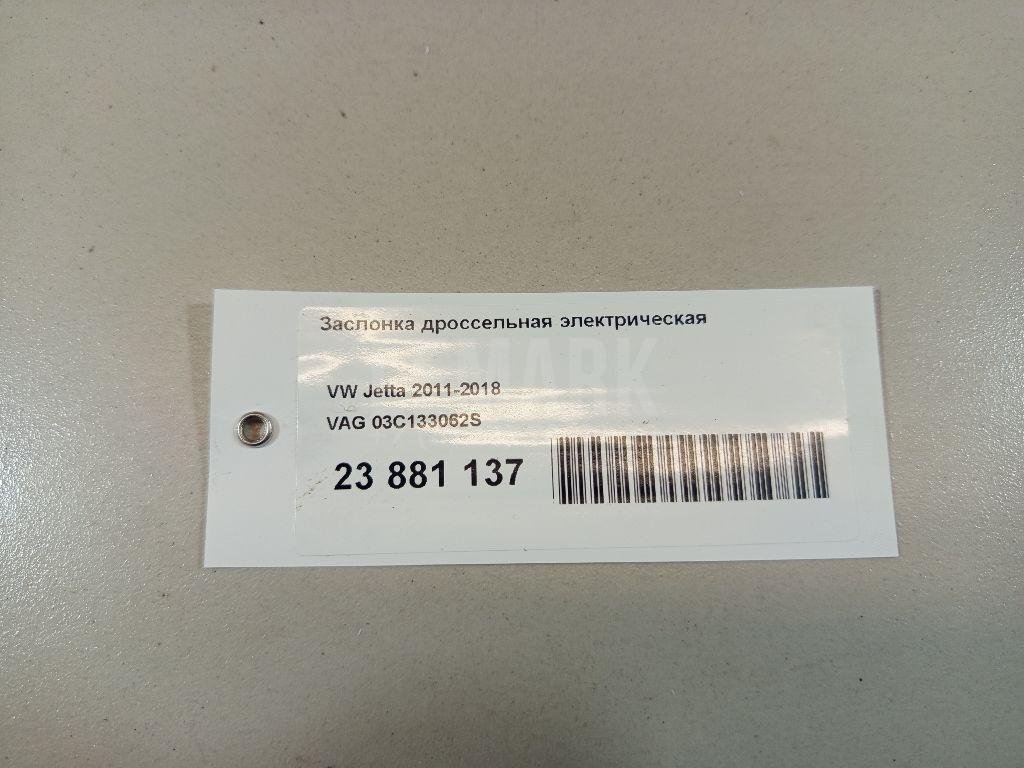 Заслонка дроссельная электрическая
VW Jetta 2011-2018
VAG 03C133062S
23 881 137